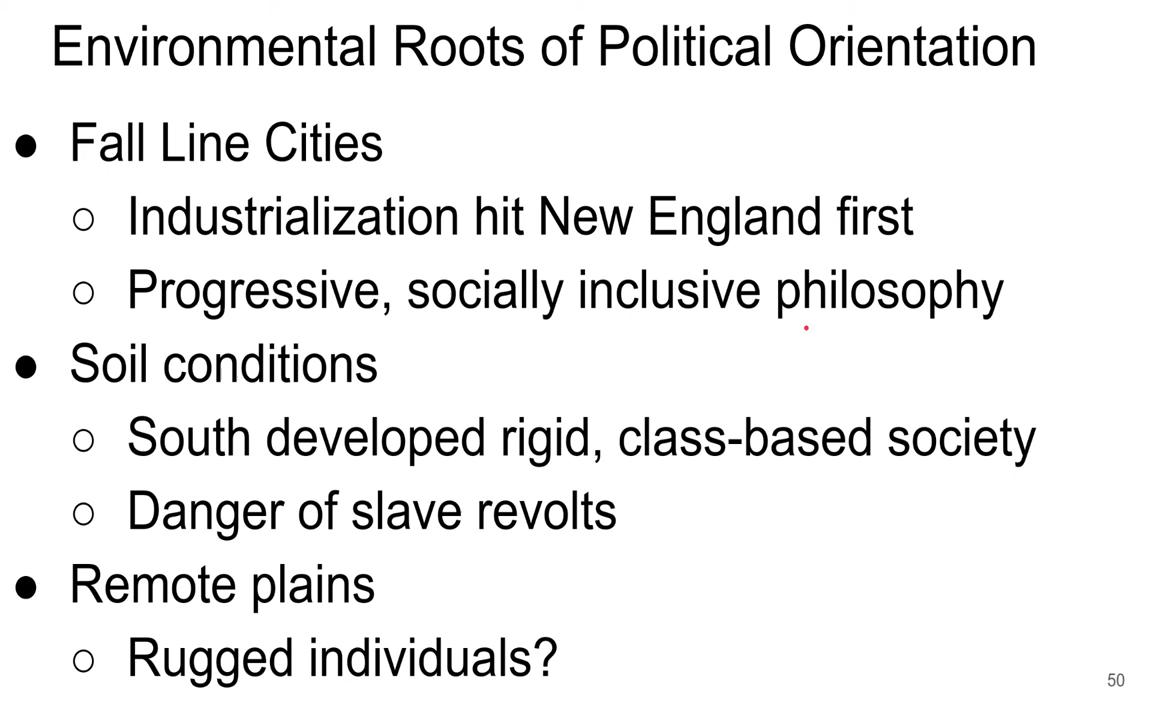 Environmental Roots of Political Orientation
● Fall Line Cities
○ Industrialization hit New England first
○ Progressive, socially inclusive philosophy
● Soil conditions
○ South developed rigid, class-based society
○ Danger of slave revolts
● Remote plains
○ Rugged individuals?
50